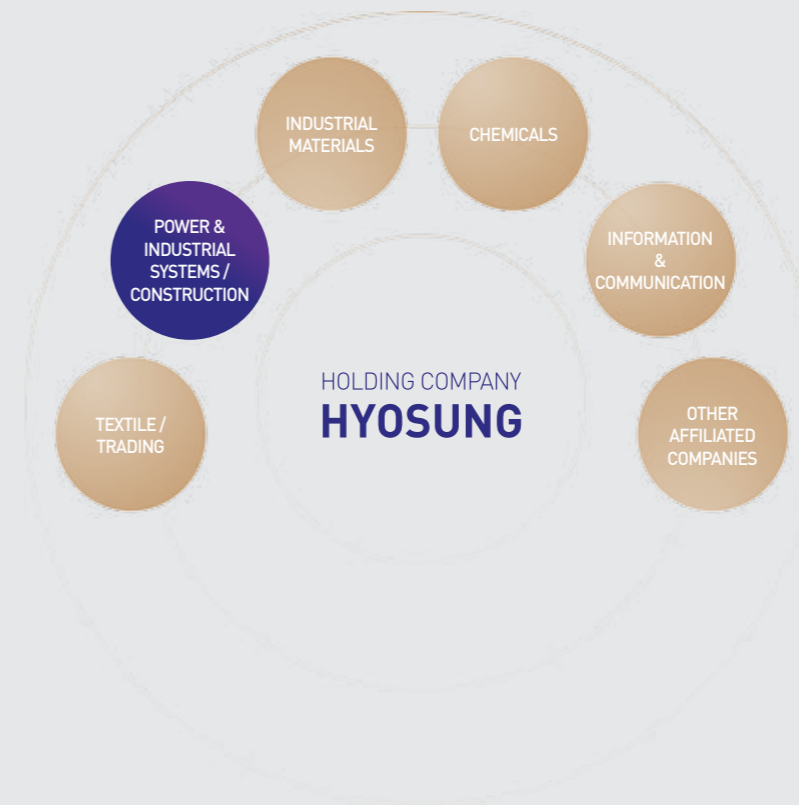 INDUSTRIAL
MATERIALS
CHEMICALS
POWER &
INDUSTRIAL
SYSTEMS /
CONSTRUCTION
INFORMATION
&
COMMUNICATION
HOLDING COMPANY
HYOSUNG
TEXTILE /
TRADING
OTHER
AFFILIATED
COMPANIES